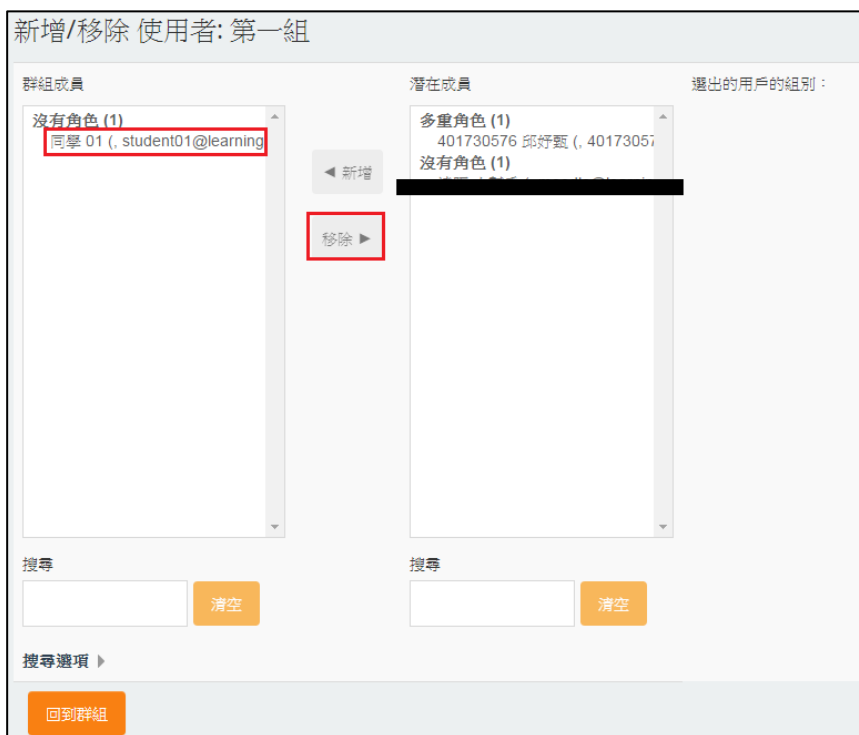 新增/移除 使用者: 第一組
群組成員
沒有角色 (1)
同學 01 (, student01@learning
◄ 新增
移除 ►
潛在成員
多重角色 (1)
401730576 邱妤甄 (, 40173057
沒有角色 (1)
選出的用戶的組別：
搜尋
清空
搜尋
清空
搜尋選項
回到群組